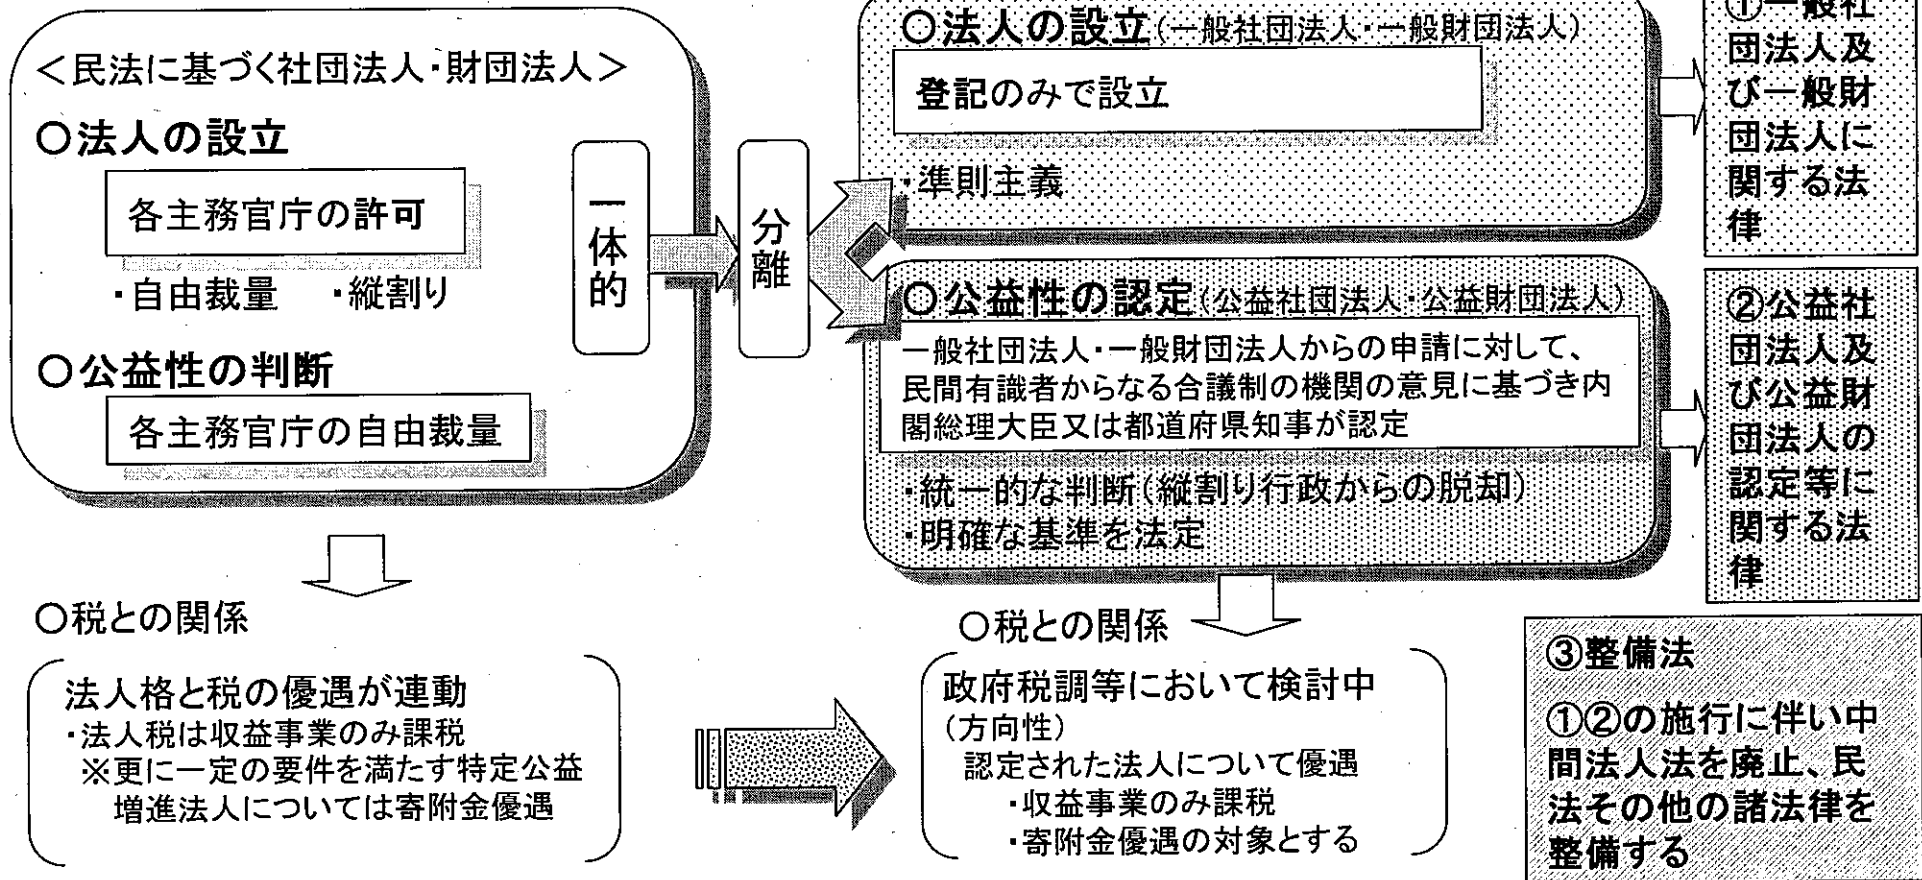 <民法に基づく社団法人・財団法人>
○法人の設立
各主務官庁の許可
・自由裁量　・縦割り
○公益性の判断
各主務官庁の自由裁量
一体的
分離
○法人の設立(一般社団法人・一般財団法人)
登記のみで設立
・準則主義
○公益性の認定(公益社団法人・公益財団法人)
一般社団法人・一般財団法人からの申請に対して、
民間有識者からなる合議制の機関の意見に基づき内
閣総理大臣又は都道府県知事が認定
・統一的な判断(縦割り行政からの脱却)
・明確な基準を法定
①一般社
団法人及
び一般財
団法人に
関する法
律
②公益社
団法人及
び公益財
団法人の
認定等に
関する法
律
○税との関係
法人格と税の優遇が連動
・法人税は収益事業のみ課税
※更に一定の要件を満たす特定公益
増進法人については寄附金優遇
○税との関係
政府税調等において検討中
(方向性)
認定された法人について優遇
・収益事業のみ課税
・寄附金優遇の対象とする
③整備法
①②の施行に伴い中
間法人法を廃止、民
法その他の諸法律を
整備する